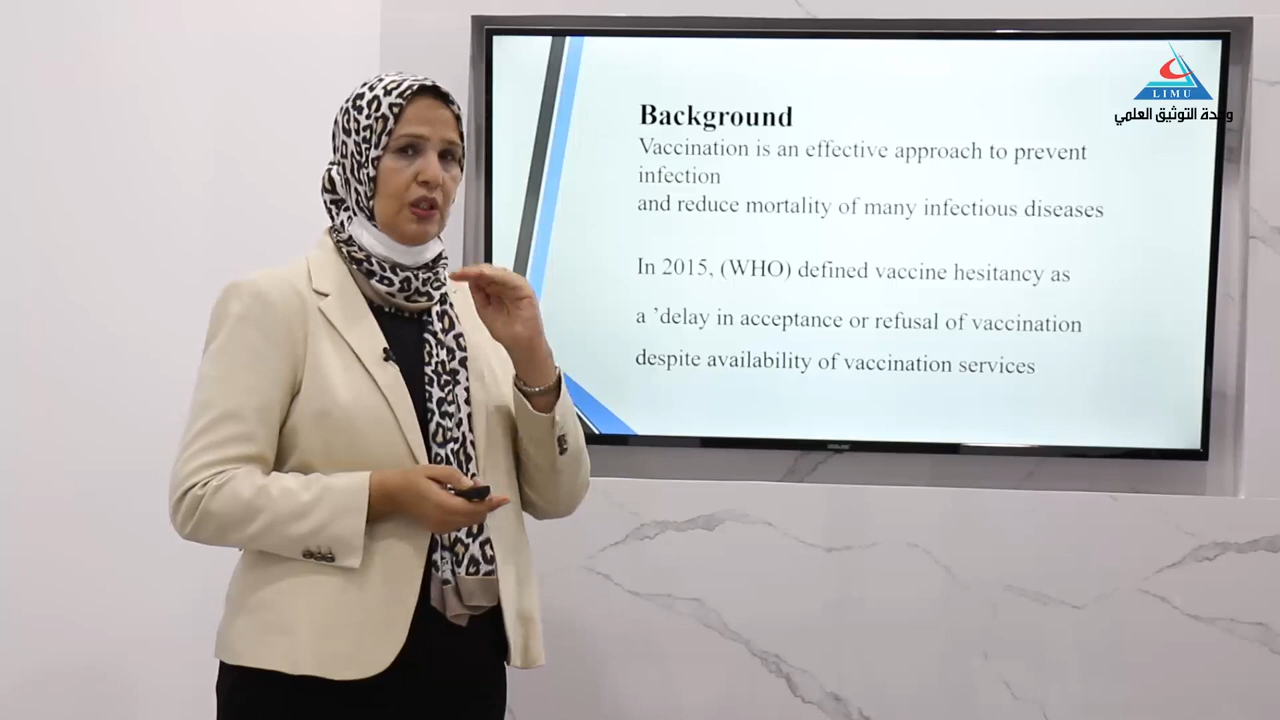 LIMU
وحدة التوثيق العلمي
Background
Vaccination is an effective approach to prevent
infection
and reduce mortality of many infectious diseases
In 2015, (WHO) defined vaccine hesitancy as
a ’delay in acceptance or refusal of vaccination
despite availability of vaccination services